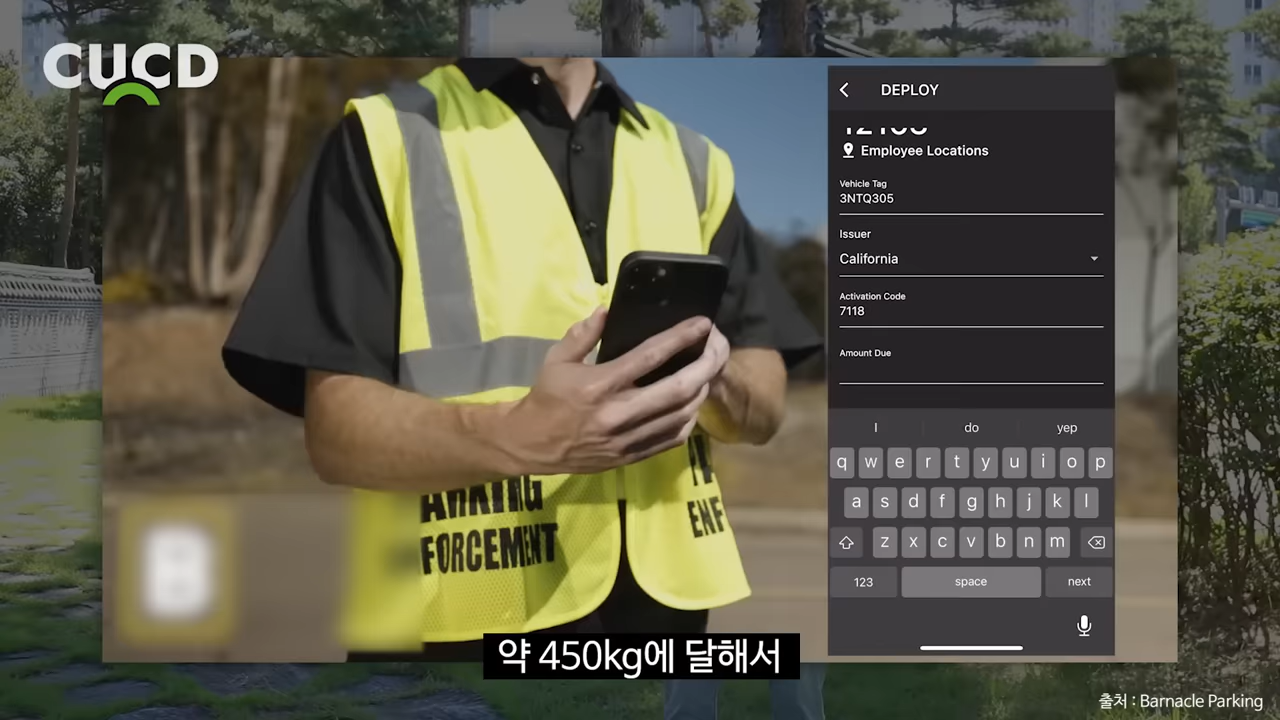 CUCD
DEPLOY
Employee Locations
Vehicle Tag
3NTQ305
Issuer
California
Activation Code
7118
Amount Due
I do yep
q w e r t y u i o p
a s d f g h j k l
z x c v b n m
123 space next
ARKING
FORCEMENT
ENF
B
약 450kg에 달해서
출처 : Barnacle Parking